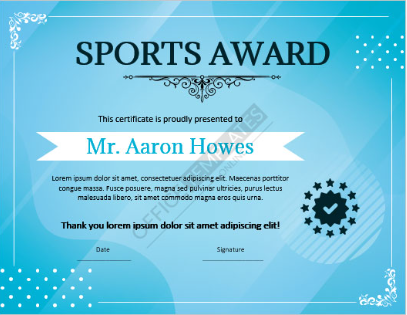 SPORTS AWARD
This certificate is proudly presented to
Mr. Aaron Howes
Lorem ipsum dolor sit amet, consectetuer adipiscing elit. Maecenas porttitor
congue massa. Fusce posuere, magna sed pulvinar ultricies, purus lectus
malesuada libero, sit amet commodo magna eros quis urna.
Thank you lorem ipsum dolor sit amet adipiscing elit!
Date
Signature